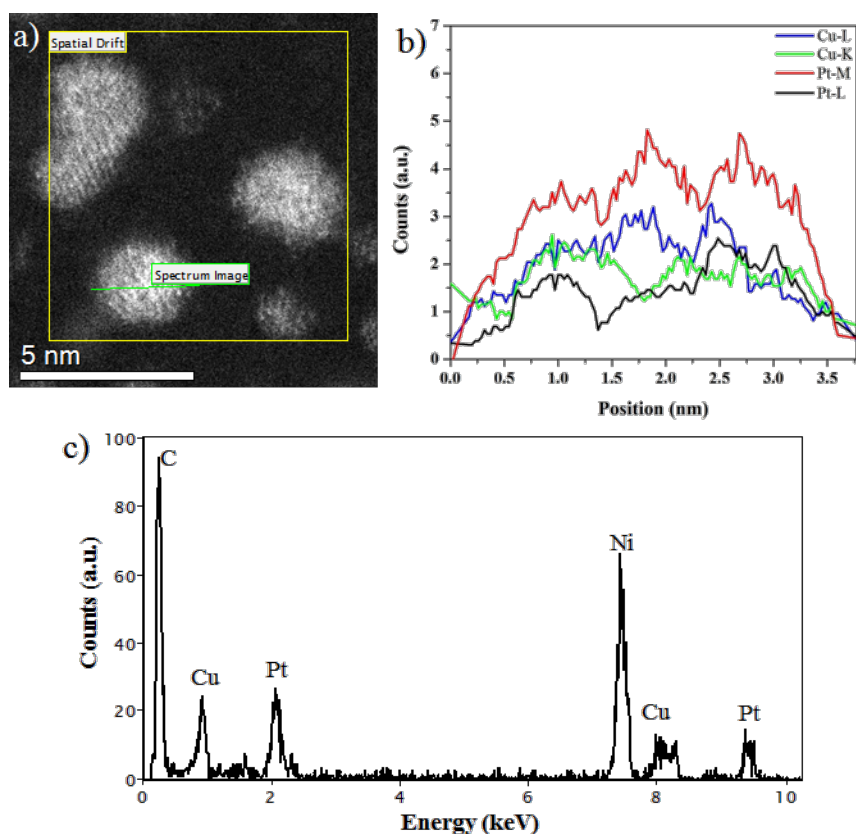 a)
Spatial Drift
Spectrum Image
5 nm
b)
7
6
5
4
3
2
1
0
Counts (a.u.)
Cu-L
Cu-K
Pt-M
Pt-L
0.0 0.5 1.0 1.5 2.0 2.5 3.0 3.5
Position (nm)
c)
100
80
60
40
20
0
Counts (a.u.)
C
Cu
Pt
Ni
Cu
Pt
0 2 4 6 8 10
Energy (keV)